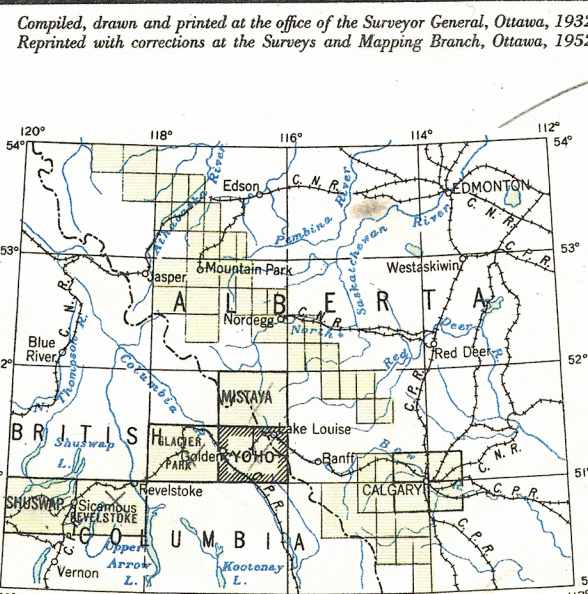 Compiled, drawn and printed at the office of the Surveyor General, Ottawa, 1932
Reprinted with corrections at the Surveys and Mapping Branch, Ottawa, 1952
120° 118° 116° 114° 112°
54° 54°
Edson C. N. R. EDMONTON
Athabaska River
Pembina River
Saskatchewan River
C. N. R.
C. P. R.
53° 53°
Jasper Mountain Park Westaskiwin
ALBERTA
Nordegg C. N. R.
North
Deer R.
Red
Red Deer
C. N. R.
Blue River
N. Thompson R.
Columbia
52° 52°
C. P. R.
MISTAYA
BRITISH
Shuswap L.
GLACIER PARK
Golden YOHO
Lake Louise
Banff
Bow
C. N. R.
51°
CALGARY
C. P. R.
Revelstoke
SHUSWAP
Sicamous
REVELSTOKE
C. P. R.
COLUMBIA
C. P. R.
C. P. R.
Upper Arrow L.
Kootenay L.
Vernon